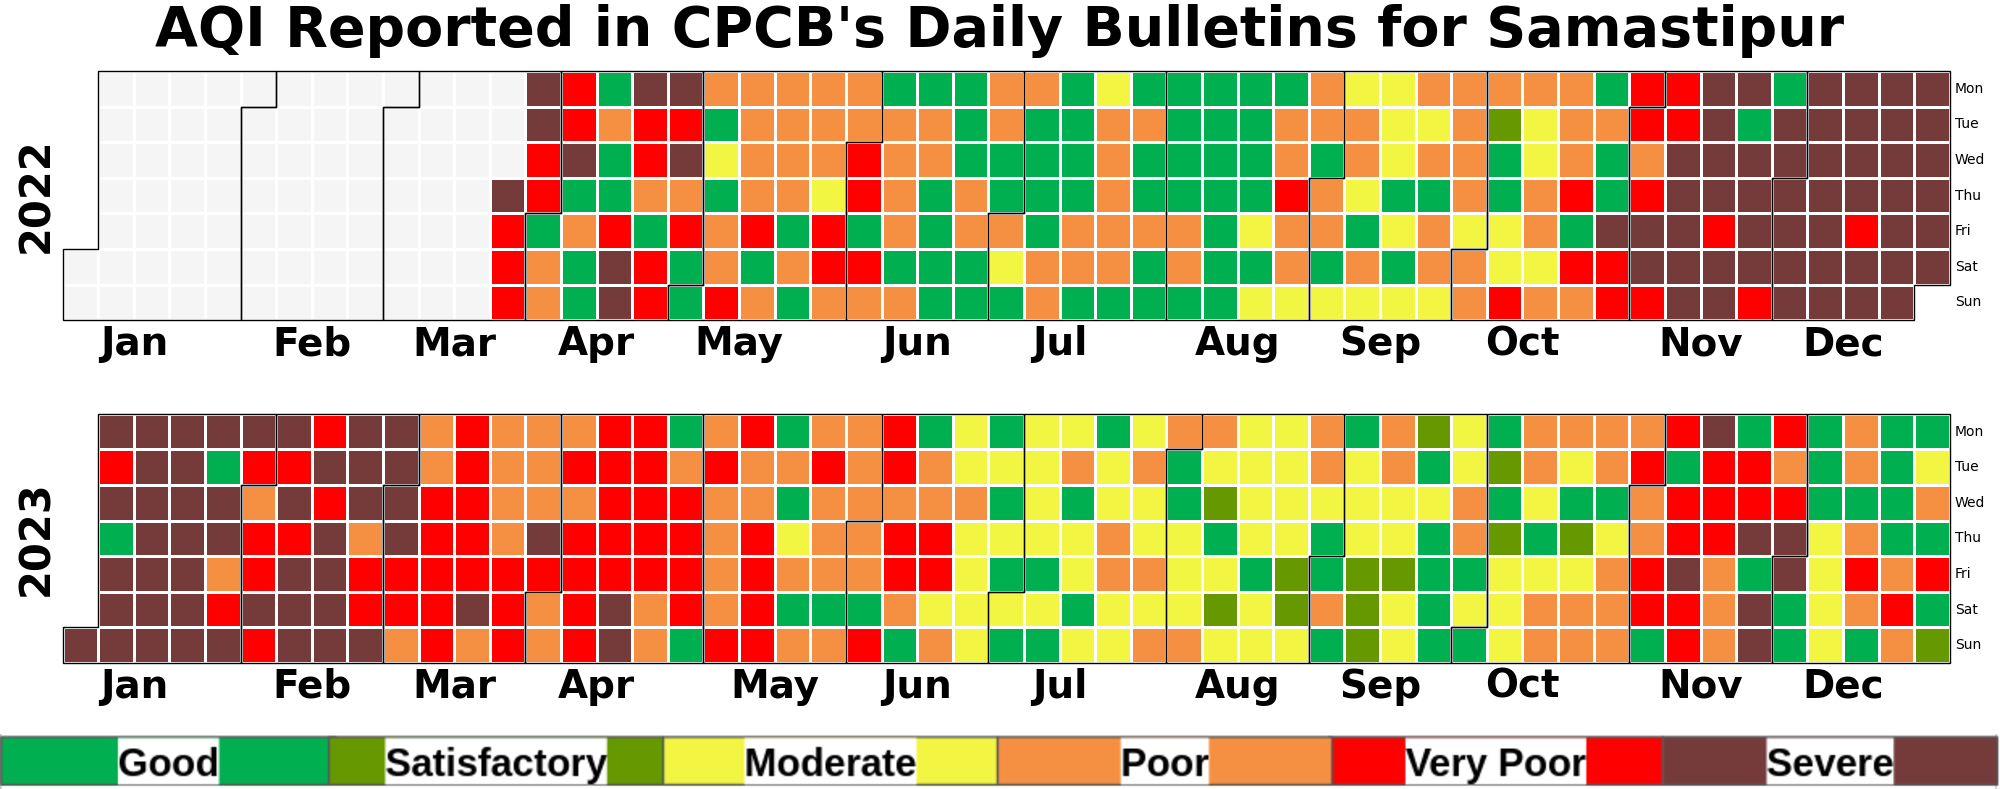 AQI Reported in CPCB's Daily Bulletins for Samastipur
2022
Mon
Tue
Wed
Thu
Fri
Sat
Sun
Jan Feb Mar Apr May Jun Jul Aug Sep Oct Nov Dec
2023
Mon
Tue
Wed
Thu
Fri
Sat
Sun
Jan Feb Mar Apr May Jun Jul Aug Sep Oct Nov Dec
Good Satisfactory Moderate Poor Very Poor Severe